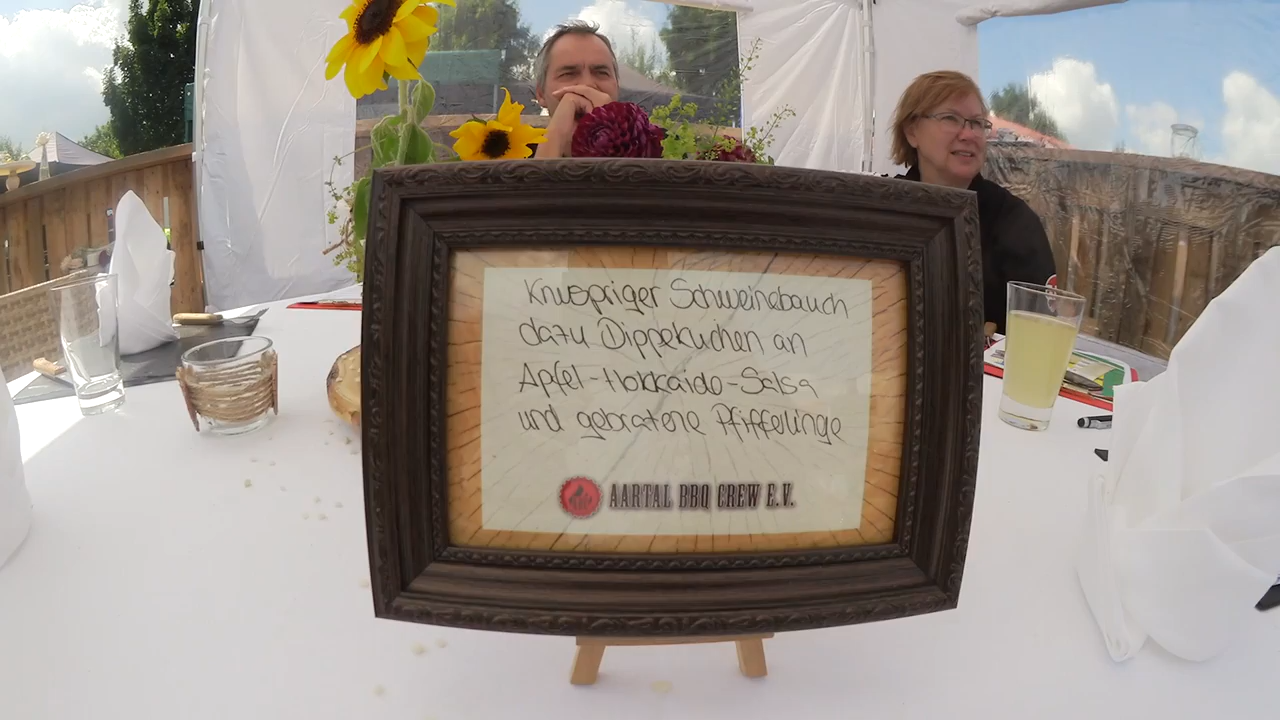 Knuspriger Schweinebauch
dazu Dippekuchen an
Apfel-Hokkaido-Salsa
und gebratene Pfifferlinge
AARTAL BBQ CREW E.V.